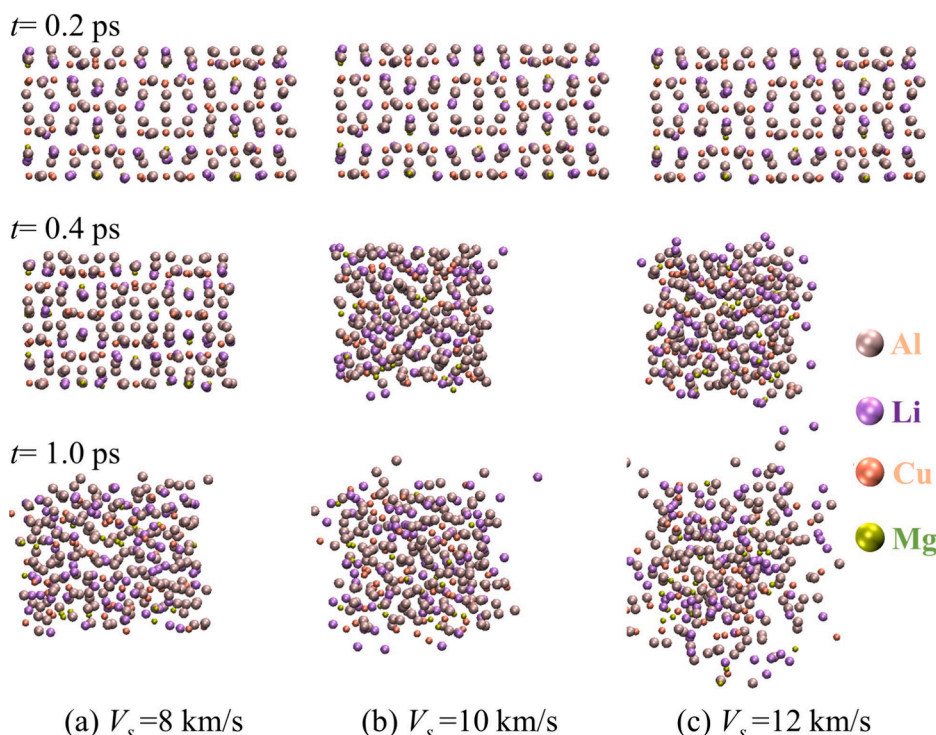 t= 0.2 ps
t= 0.4 ps
Al
Li
t= 1.0 ps
Cu
Mg
(a) Vs=8 km/s (b) Vs=10 km/s (c) Vs=12 km/s